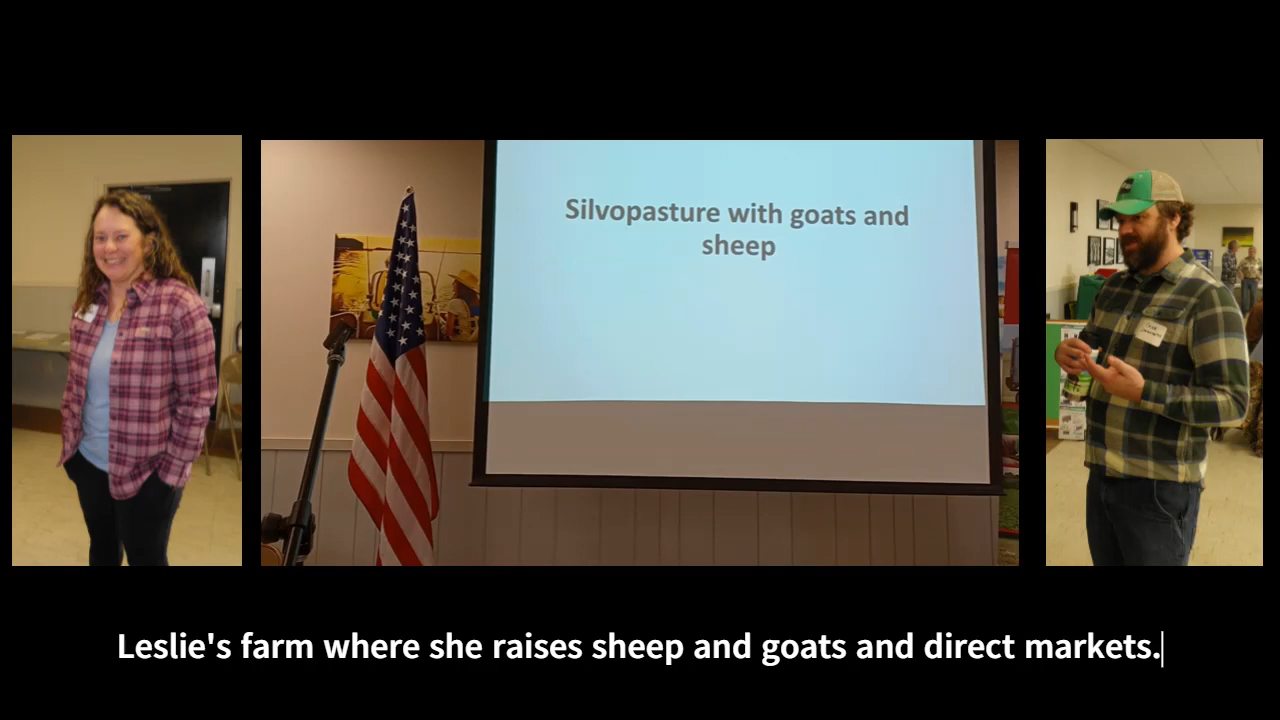 Silvopasture with goats and
sheep
Leslie's farm where she raises sheep and goats and direct markets.